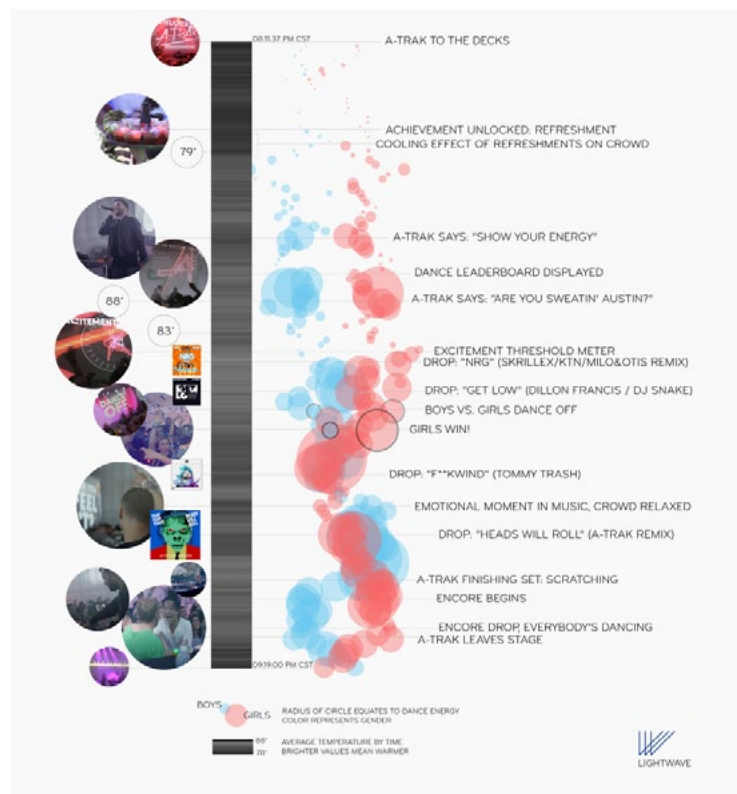 08.11.37 PM CST
A-TRAK TO THE DECKS
ACHIEVEMENT UNLOCKED: REFRESHMENT
COOLING EFFECT OF REFRESHMENTS ON CROWD
79°
A-TRAK SAYS: "SHOW YOUR ENERGY"
DANCE LEADERBOARD DISPLAYED
88°
A-TRAK SAYS: "ARE YOU SWEATIN' AUSTIN?"
83°
EXCITEMENT THRESHOLD METER
DROP: "NRG" (SKRILLEX/KTN/MILO&OTIS REMIX)
DROP: "GET LOW" (DILLON FRANCIS / DJ SNAKE)
BOYS VS. GIRLS DANCE OFF
GIRLS WIN!
DROP: "F**KWIND" (TOMMY TRASH)
EMOTIONAL MOMENT IN MUSIC, CROWD RELAXED
DROP: "HEADS WILL ROLL" (A-TRAK REMIX)
A-TRAK FINISHING SET: SCRATCHING
ENCORE BEGINS
ENCORE DROP, EVERYBODY'S DANCING
A-TRAK LEAVES STAGE
09:19:00 PM CST
BOYS
GIRLS
RADIUS OF CIRCLE EQUATES TO DANCE ENERGY
COLOR REPRESENTS GENDER
88°
78°
AVERAGE TEMPERATURE BY TIME
BRIGHTER VALUES MEAN WARMER
LIGHTWAVE